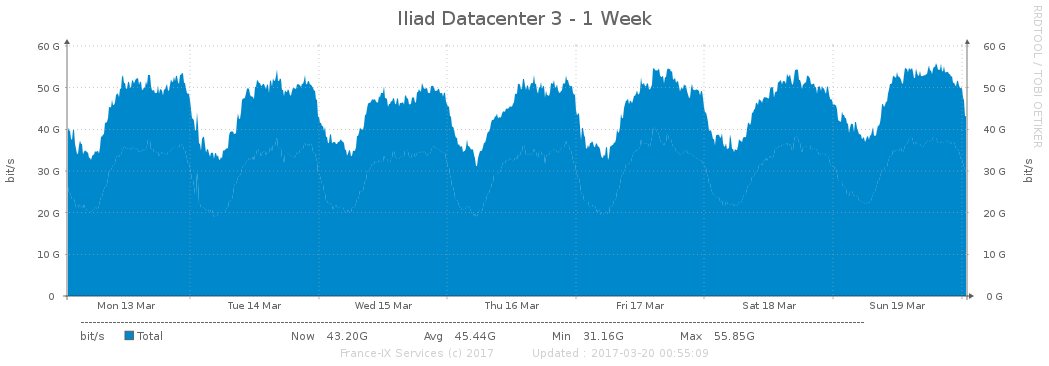 Iliad Datacenter 3 - 1 Week
RRDTOOL / TOBI OETIKER
60 G 60 G
50 G 50 G
40 G 40 G
30 G 30 G
20 G 20 G
10 G 10 G
0 0 G
bit/s bit/s
Mon 13 Mar Tue 14 Mar Wed 15 Mar Thu 16 Mar Fri 17 Mar Sat 18 Mar Sun 19 Mar
bit/s Total Now 43.20G Avg 45.44G Min 31.16G Max 55.85G
France-IX Services (c) 2017 Updated : 2017-03-20 00:55:09